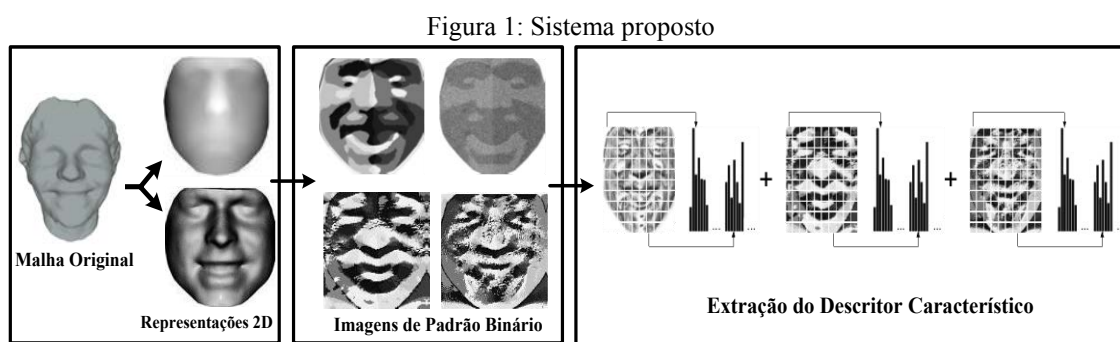 Figura 1: Sistema proposto
Malha Original
Representações 2D
Imagens de Padrão Binário
+
+
... ...
... ...
... ...
Extração do Descritor Característico